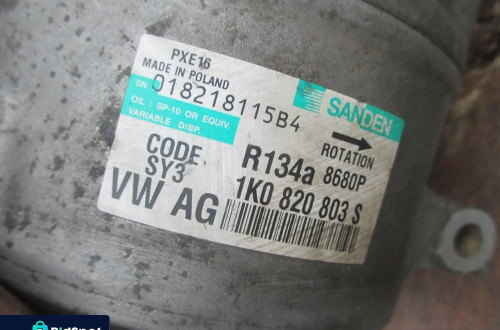 PXE16
MADE IN POLAND
SN 018218115B4
SANDEN
OIL : SP-10 OR EQUIV.
VARIABLE DISP.
ROTATION
CODE
SY3
R134a 8680P
VW AG
1K0 820 803 S
BidSpot